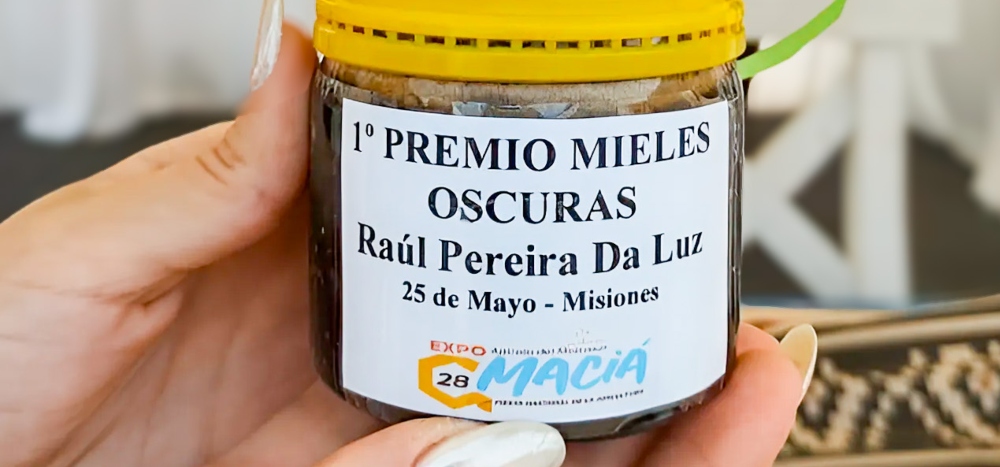 1º PREMIO MIELES
OSCURAS
Raúl Pereira Da Luz
25 de Mayo - Misiones
EXPO
28 MACIÁ